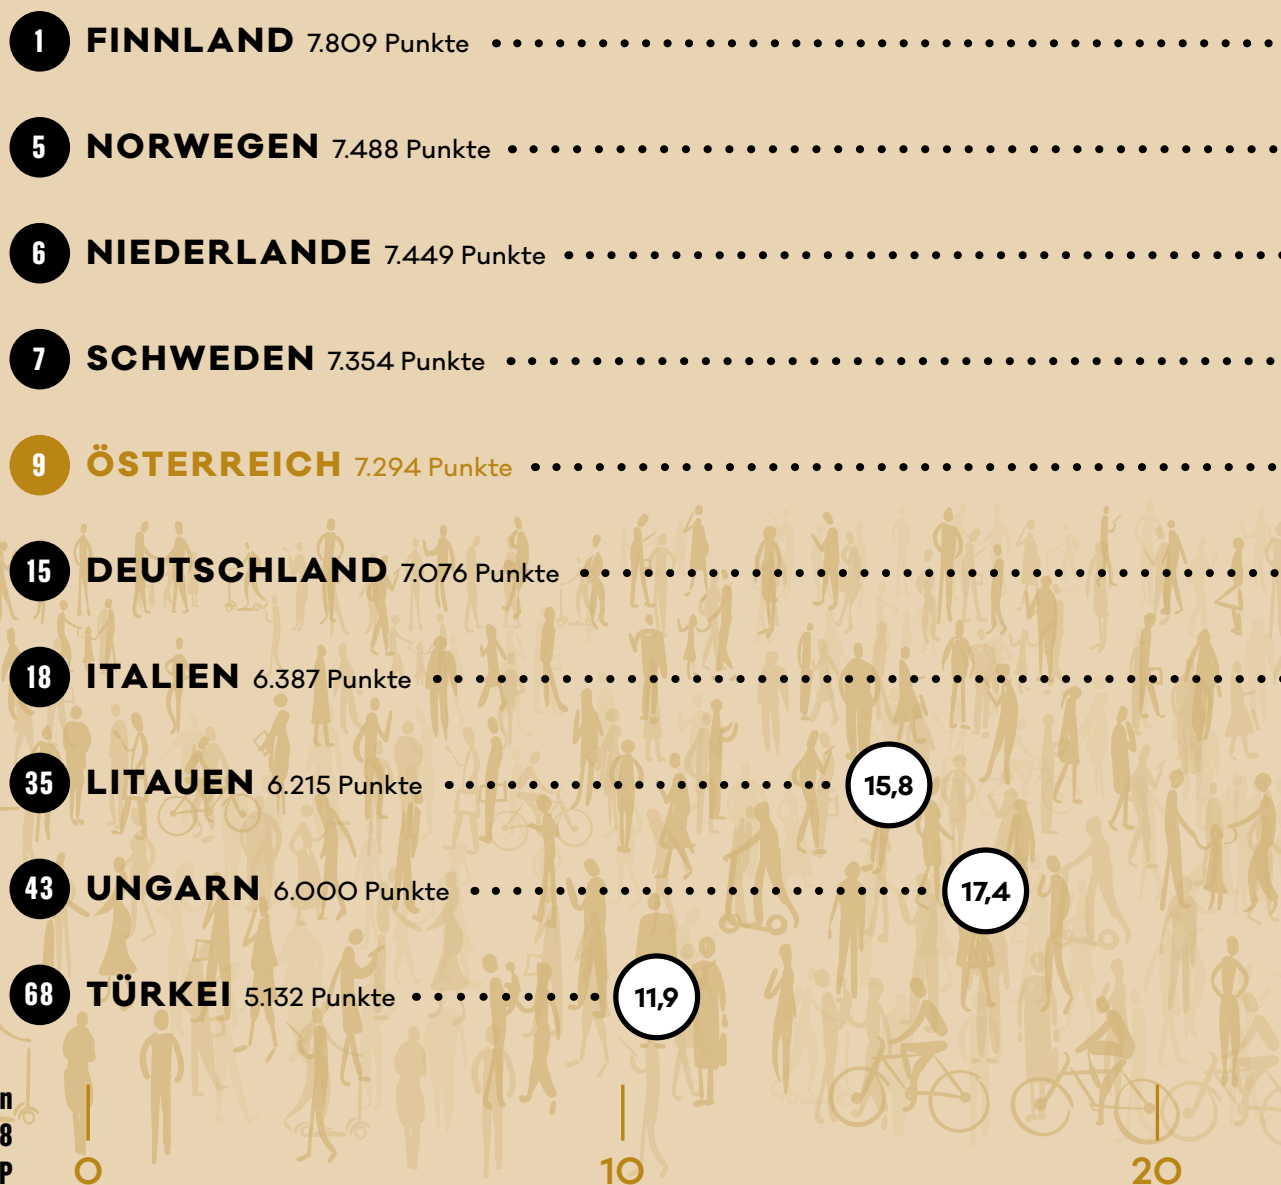 1 FINNLAND 7.809 Punkte
5 NORWEGEN 7.488 Punkte
6 NIEDERLANDE 7.449 Punkte
7 SCHWEDEN 7.354 Punkte
9 ÖSTERREICH 7.294 Punkte
15 DEUTSCHLAND 7.076 Punkte
18 ITALIEN 6.387 Punkte
35 LITAUEN 6.215 Punkte 15,8
43 UNGARN 6.000 Punkte 17,4
68 TÜRKEI 5.132 Punkte 11,9
n
8
P
0 10 20